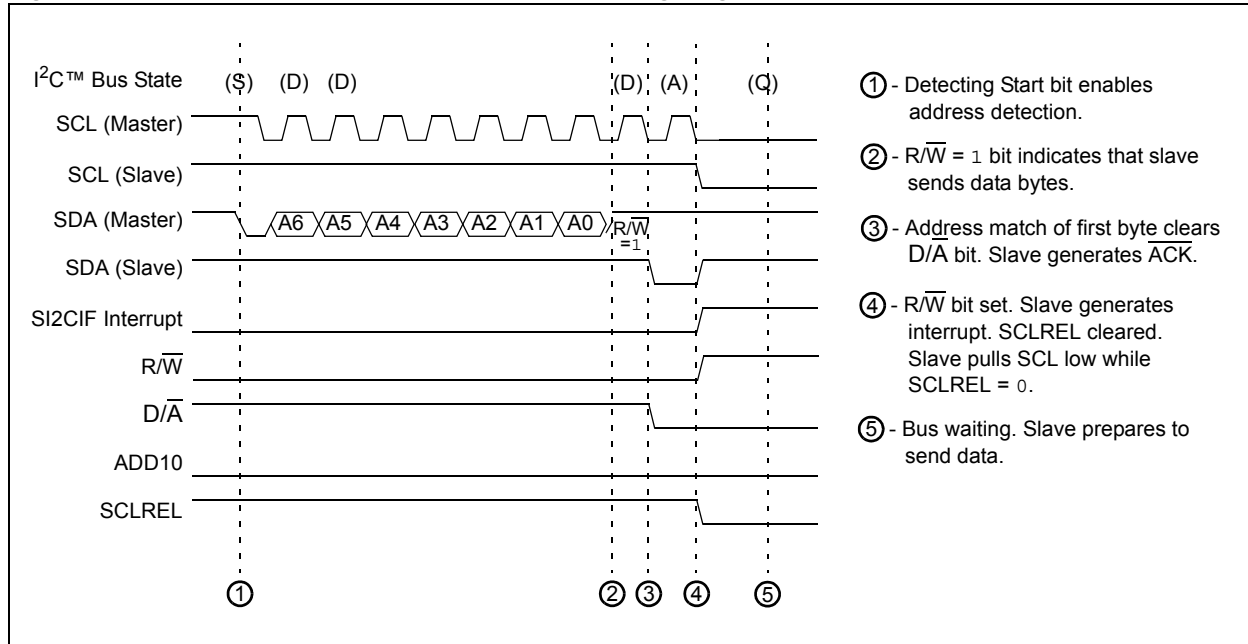 I²C™ Bus State (S) (D) (D) (D) (A) (Q)
SCL (Master)
SCL (Slave)
SDA (Master) A6 A5 A4 A3 A2 A1 A0 R/W̅
=1
SDA (Slave)
SI2CIF Interrupt
R/W̅
D/A̅
ADD10
SCLREL
① ② ③ ④ ⑤
① - Detecting Start bit enables
address detection.
② - R/W̅ = 1 bit indicates that slave
sends data bytes.
③ - Address match of first byte clears
D/A̅ bit. Slave generates A̅C̅K̅.
④ - R/W̅ bit set. Slave generates
interrupt. SCLREL cleared.
Slave pulls SCL low while
SCLREL = 0.
⑤ - Bus waiting. Slave prepares to
send data.